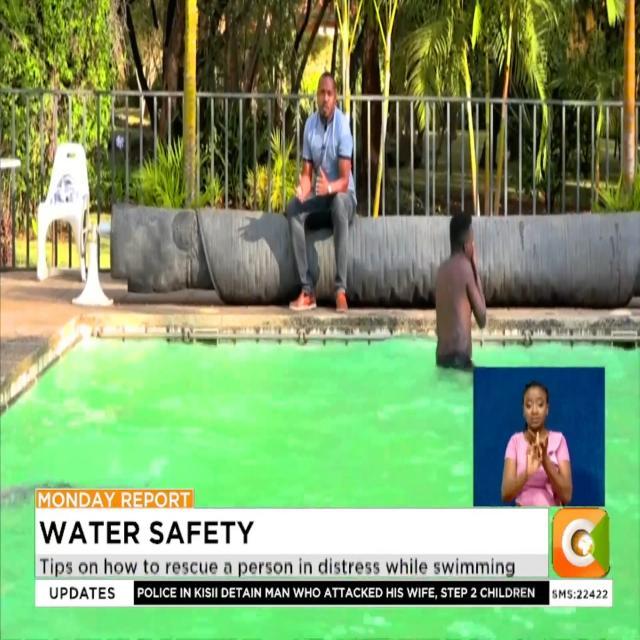 MONDAY REPORT
WATER SAFETY
Tips on how to rescue a person in distress while swimming
UPDATES POLICE IN KISII DETAIN MAN WHO ATTACKED HIS WIFE, STEP 2 CHILDREN SMS:22422